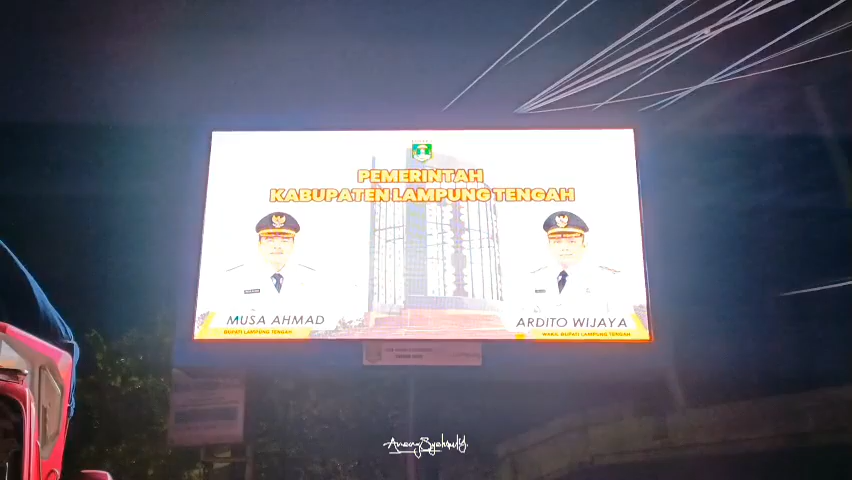 PEMERINTAH
KABUPATEN LAMPUNG TENGAH
MUSA AHMAD
BUPATI LAMPUNG TENGAH
ARDITO WIJAYA
WAKIL BUPATI LAMPUNG TENGAH